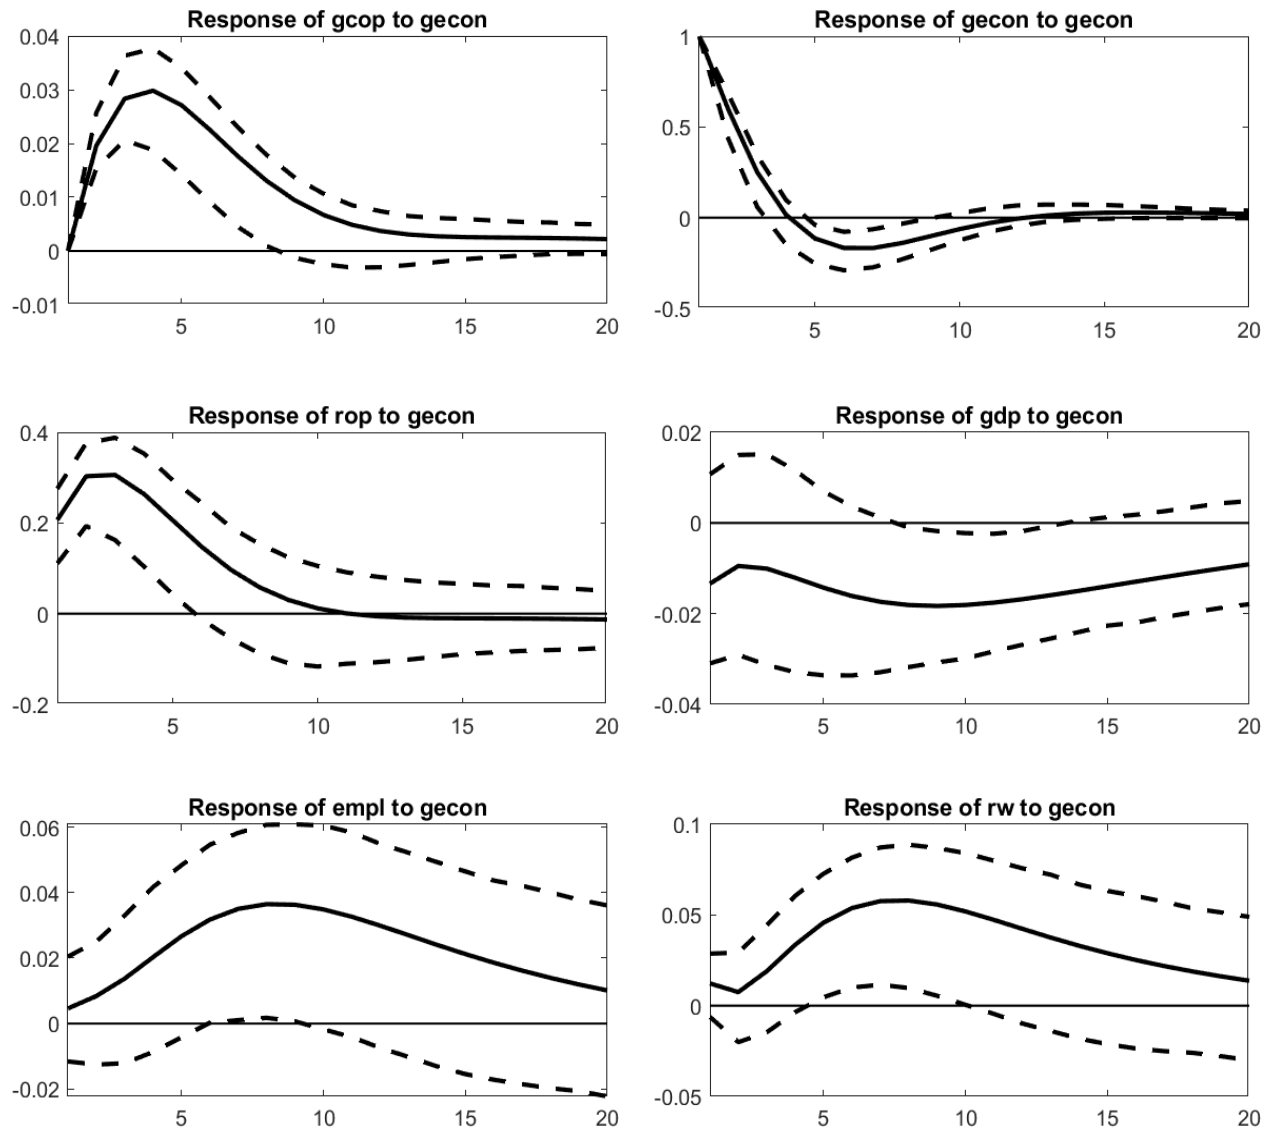 Response of gcop to gecon
0.04
0.03
0.02
0.01
0
-0.01
5 10 15 20
Response of gecon to gecon
1
0.5
0
-0.5
5 10 15 20
Response of rop to gecon
0.4
0.2
0
-0.2
5 10 15 20
Response of gdp to gecon
0.02
0
-0.02
-0.04
5 10 15 20
Response of empl to gecon
0.06
0.04
0.02
0
-0.02
5 10 15 20
Response of rw to gecon
0.1
0.05
0
-0.05
5 10 15 20